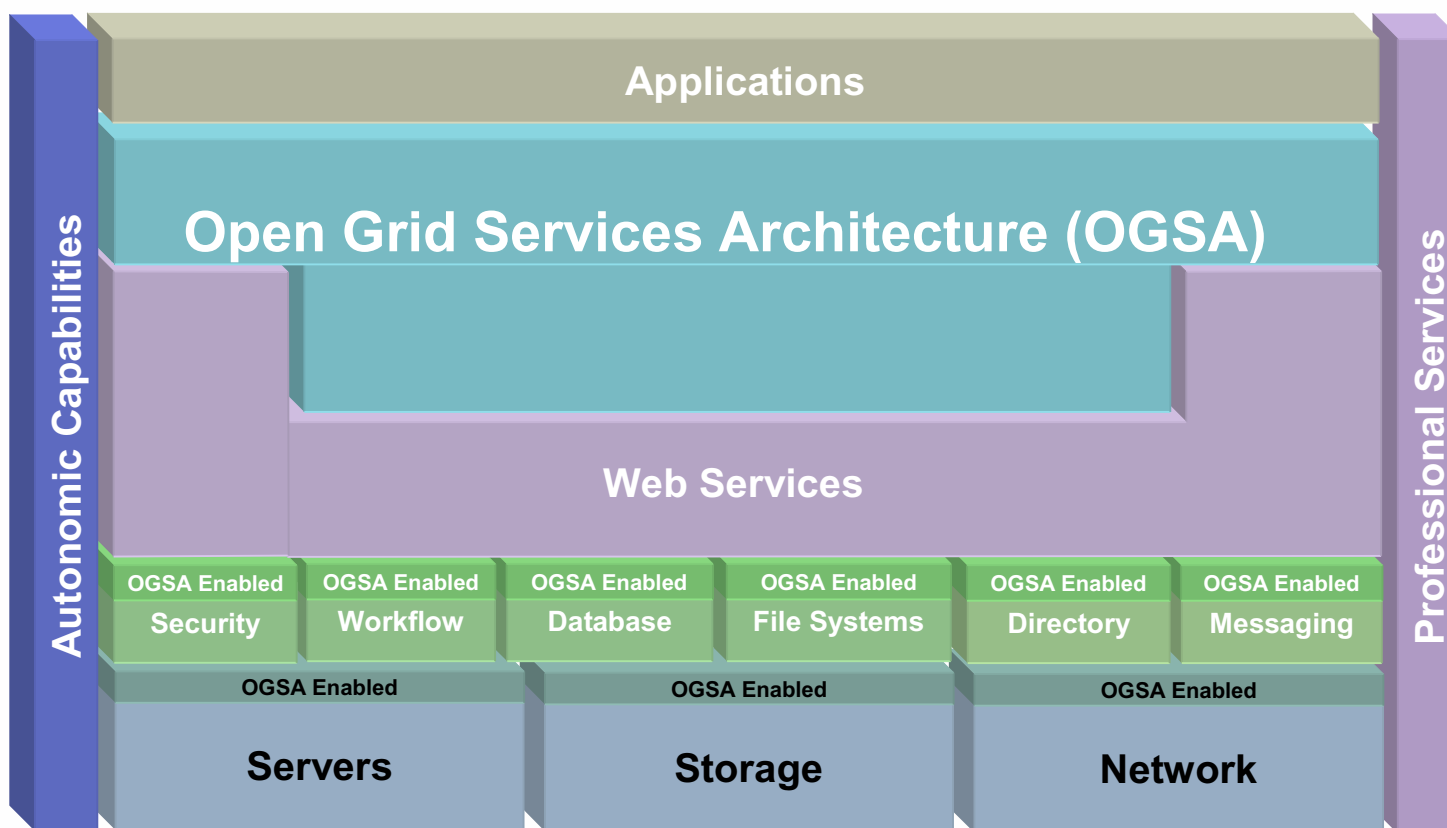 Applications
Open Grid Services Architecture (OGSA)
Autonomic Capabilities
Professional Services
Web Services
OGSA Enabled
OGSA Enabled
OGSA Enabled
OGSA Enabled
OGSA Enabled
OGSA Enabled
Security
Workflow
Database
File Systems
Directory
Messaging
OGSA Enabled
OGSA Enabled
OGSA Enabled
Servers
Storage
Network